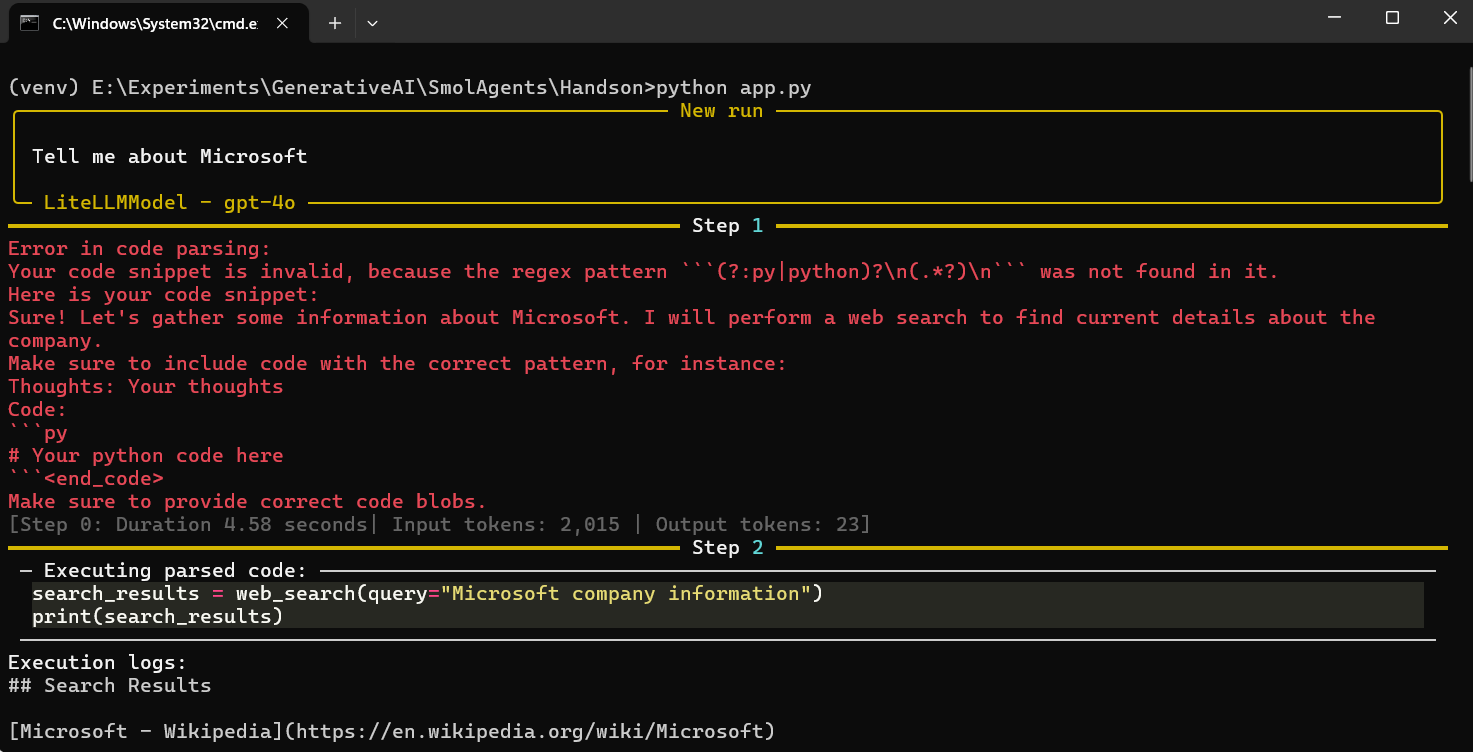 C:\Windows\System32\cmd.e
(venv) E:\Experiments\GenerativeAI\SmolAgents\Handson>python app.py
New run
Tell me about Microsoft
LiteLLMModel - gpt-4o
Step 1
Error in code parsing:
Your code snippet is invalid, because the regex pattern ```(?:py|python)?\n(.*?)\n``` was not found in it.
Here is your code snippet:
Sure! Let's gather some information about Microsoft. I will perform a web search to find current details about the
company.
Make sure to include code with the correct pattern, for instance:
Thoughts: Your thoughts
Code:
```py
# Your python code here
```<end_code>
Make sure to provide correct code blobs.
[Step 0: Duration 4.58 seconds| Input tokens: 2,015 | Output tokens: 23]
Step 2
Executing parsed code:
search_results = web_search(query="Microsoft company information")
print(search_results)
Execution logs:
## Search Results
[Microsoft - Wikipedia](https://en.wikipedia.org/wiki/Microsoft)